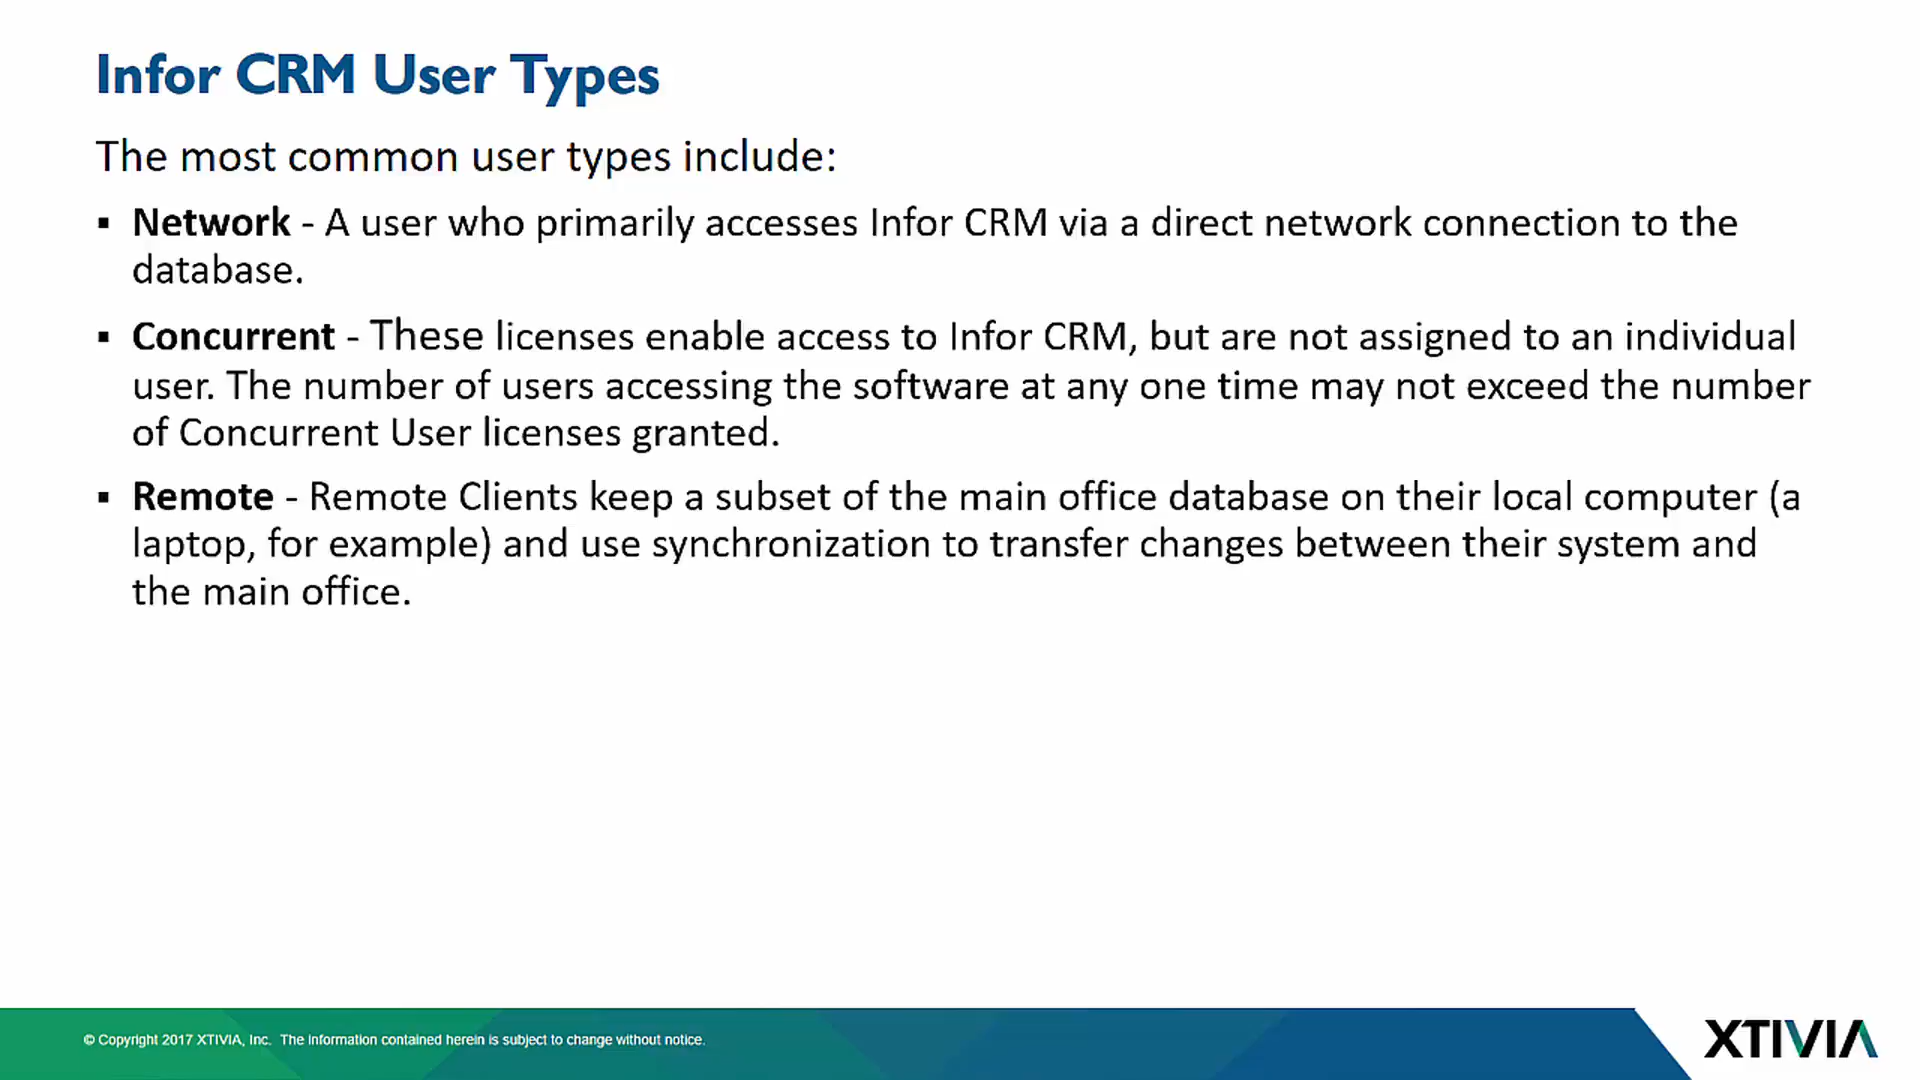 Infor CRM User Types
The most common user types include:
▪ Network - A user who primarily accesses Infor CRM via a direct network connection to the
database.
▪ Concurrent - These licenses enable access to Infor CRM, but are not assigned to an individual
user. The number of users accessing the software at any one time may not exceed the number
of Concurrent User licenses granted.
▪ Remote - Remote Clients keep a subset of the main office database on their local computer (a
laptop, for example) and use synchronization to transfer changes between their system and
the main office.
© Copyright 2017 XTIVIA, Inc. The information contained herein is subject to change without notice.
XTIVIA